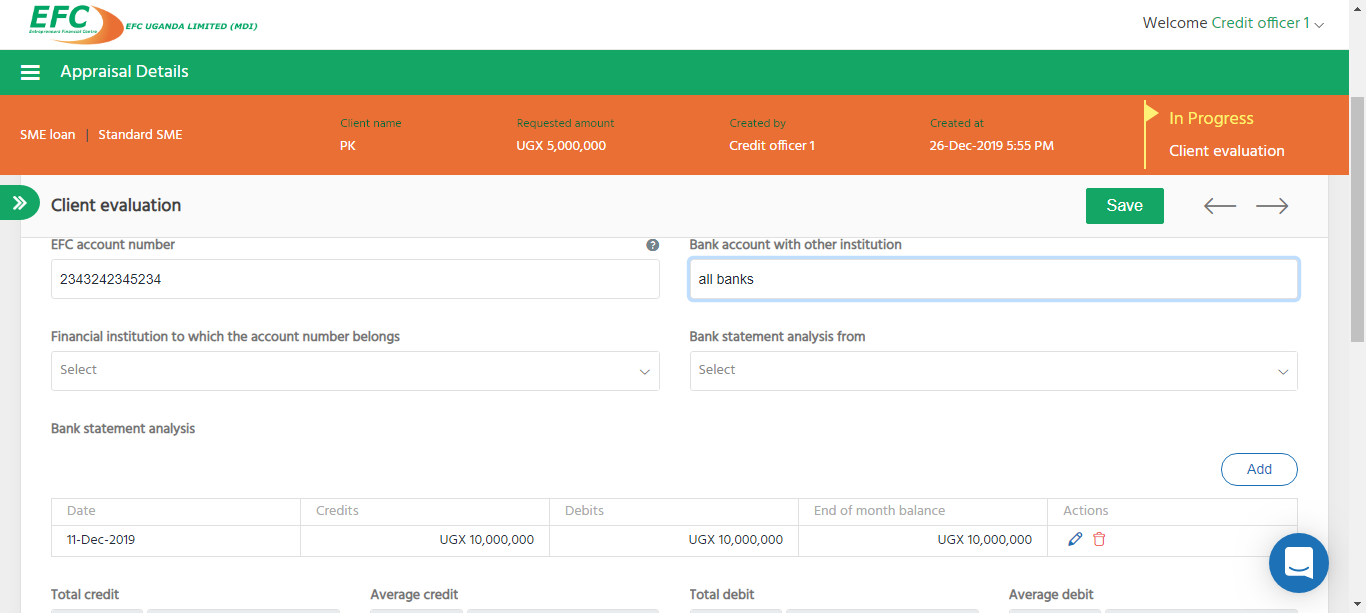 EFC
Entrepreneurs Financial Centre
EFC UGANDA LIMITED (MDI)
Welcome Credit officer 1
Appraisal Details
SME loan | Standard SME
Client name
PK
Requested amount
UGX 5,000,000
Created by
Credit officer 1
Created at
26-Dec-2019 5:55 PM
In Progress
Client evaluation
Client evaluation
Save
EFC account number
?
Bank account with other institution
2343242345234
all banks
Financial institution to which the account number belongs
Bank statement analysis from
Select
Select
Bank statement analysis
Add
Date Credits Debits End of month balance Actions
11-Dec-2019 UGX 10,000,000 UGX 10,000,000 UGX 10,000,000
Total credit Average credit Total debit Average debit